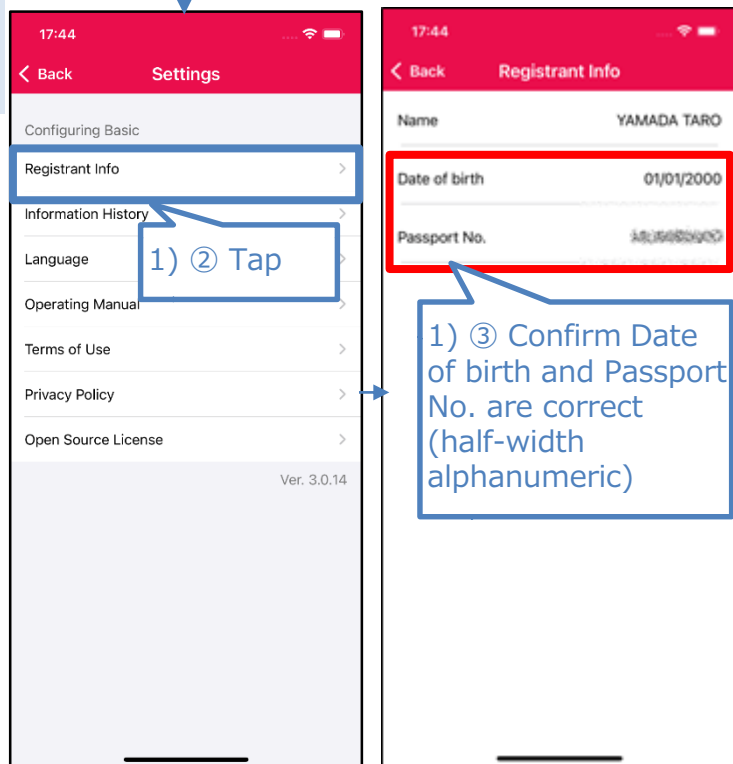 17:44
Back Settings
Configuring Basic
Registrant Info
Information History
Language
Operating Manual
Terms of Use
Privacy Policy
Open Source License
Ver. 3.0.14
1) ② Tap
17:44
Back Registrant Info
Name YAMADA TARO
Date of birth 01/01/2000
Passport No.
1) ③ Confirm Date
of birth and Passport
No. are correct
(half-width
alphanumeric)